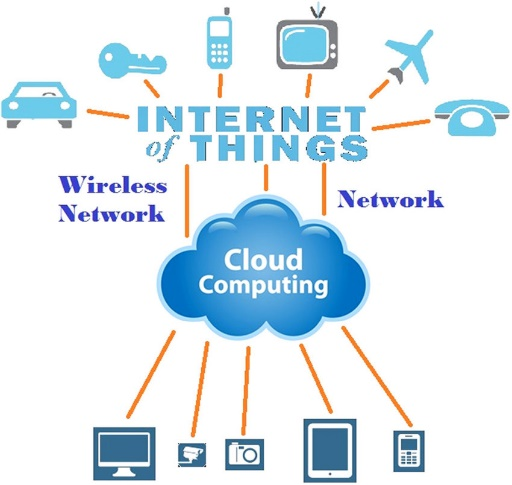 INTERNET
of THINGS
Wireless
Network
Network
Cloud
Computing